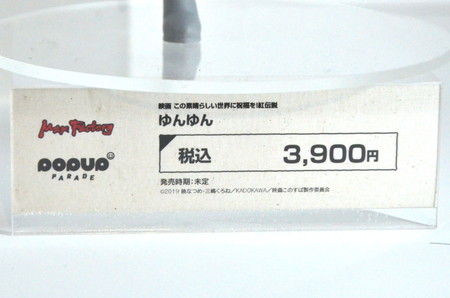 映画 この素晴らしい世界に祝福を!紅伝説
Max Factory
ゆんゆん
POPUP
PARADE
税込 3,900円
発売時期:未定
©2019 暁なつめ・三嶋くろね/KADOKAWA/映画このすば製作委員会